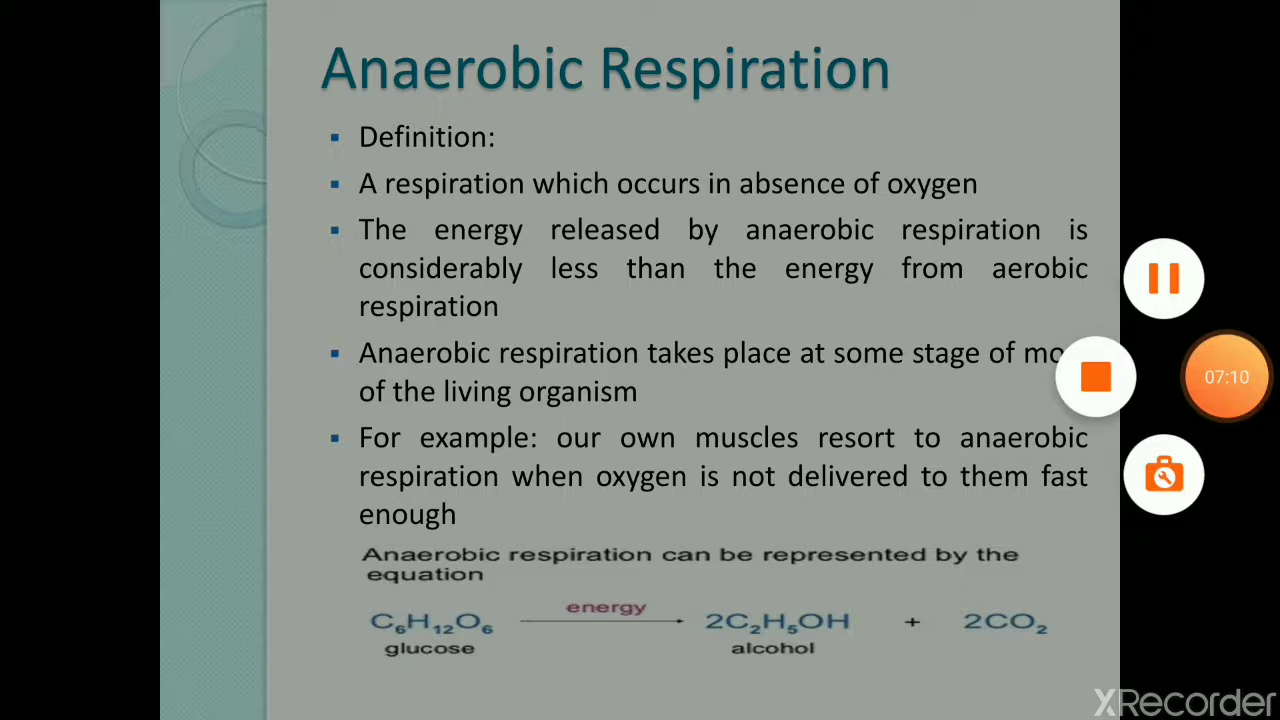 Anaerobic Respiration
▪ Definition:
▪ A respiration which occurs in absence of oxygen
▪ The energy released by anaerobic respiration is
considerably less than the energy from aerobic
respiration
▪ Anaerobic respiration takes place at some stage of
of the living organism
▪ For example: our own muscles resort to anaerobic
respiration when oxygen is not delivered to them fast
enough
Anaerobic respiration can be represented by the
equation
energy
C₆H₁₂O₆ → 2C₂H₅OH + 2CO₂
glucose alcohol
07:10
XRecorder